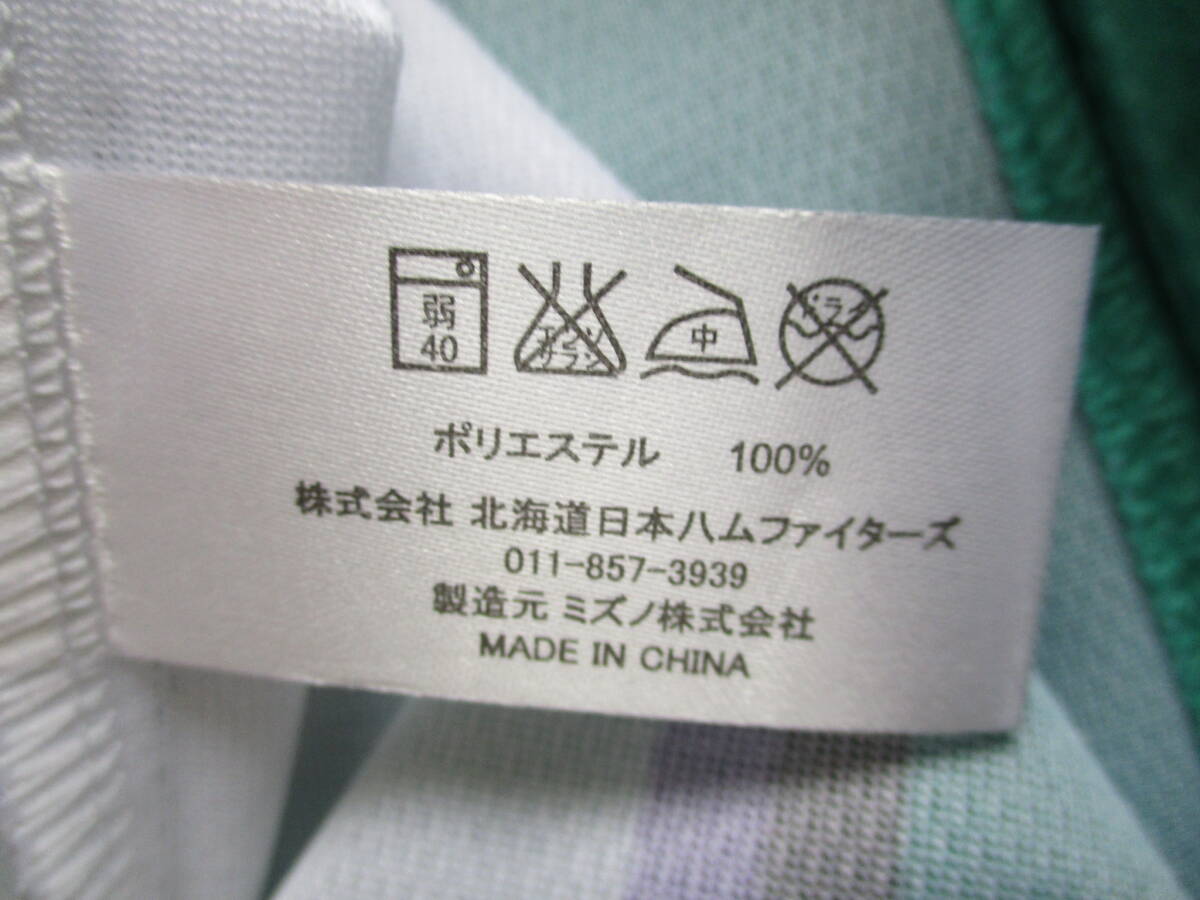 弱 エンソ 中 ドライ
40 サラシ
ポリエステル 100%
株式会社 北海道日本ハムファイターズ
011-857-3939
製造元 ミズノ株式会社
MADE IN CHINA